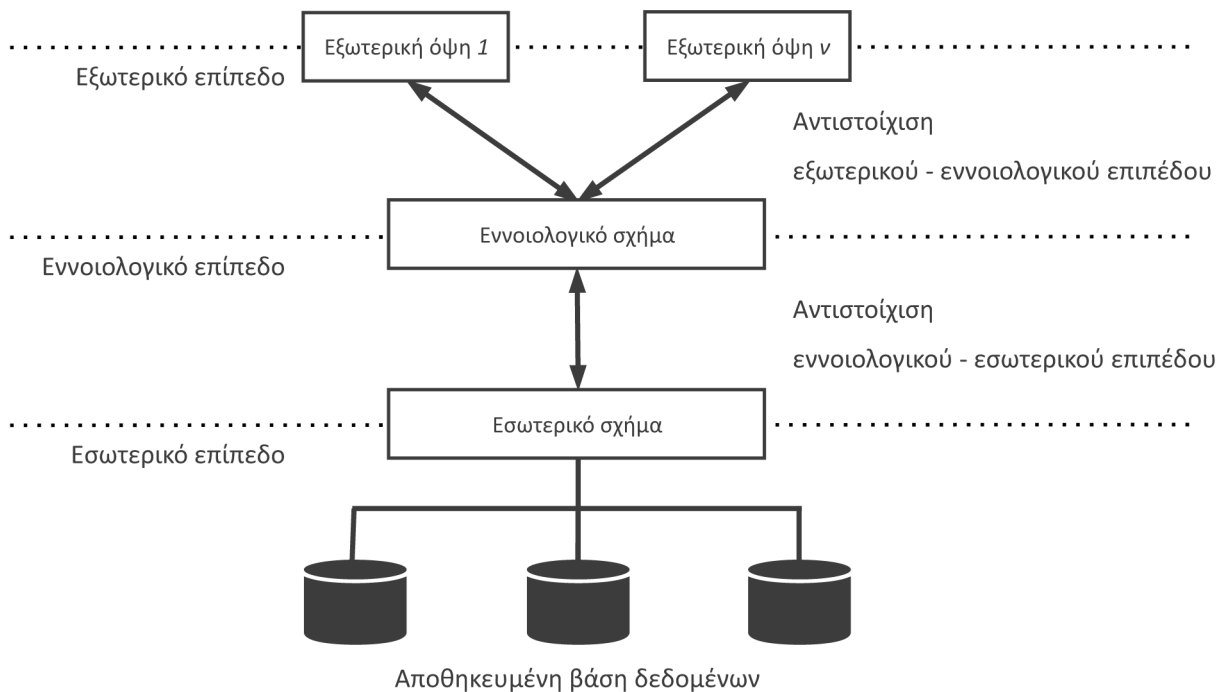 Εξωτερική όψη 1
Εξωτερική όψη ν
Εξωτερικό επίπεδο
Αντιστοίχιση
εξωτερικού - εννοιολογικού επιπέδου
Εννοιολογικό σχήμα
Εννοιολογικό επίπεδο
Αντιστοίχιση
εννοιολογικού - εσωτερικού επιπέδου
Εσωτερικό σχήμα
Εσωτερικό επίπεδο
Αποθηκευμένη βάση δεδομένων